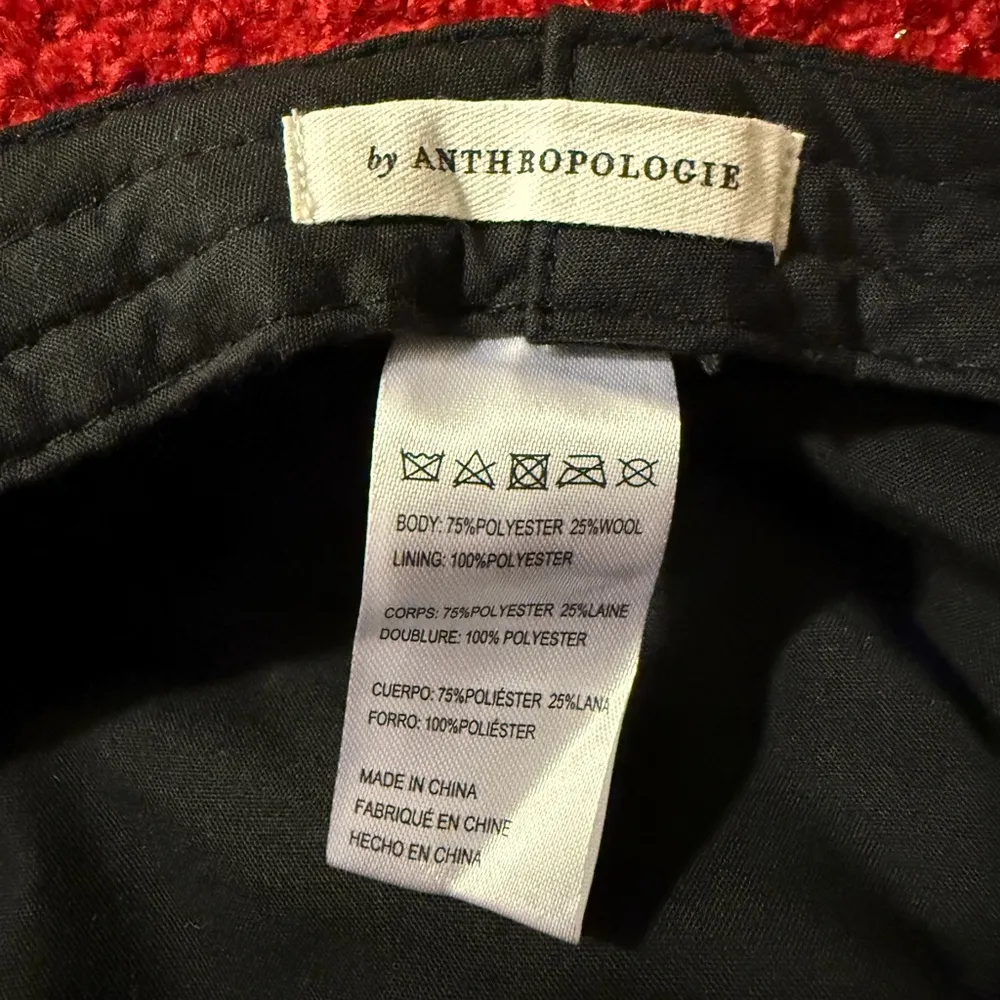 by ANTHROPOLOGIE
BODY: 75%POLYESTER 25%WOOL
LINING: 100%POLYESTER
CORPS: 75%POLYESTER 25%LAINE
DOUBLURE: 100% POLYESTER
CUERPO: 75%POLIÉSTER 25%LANA
FORRO: 100%POLIÉSTER
MADE IN CHINA
FABRIQUÉ EN CHINE
HECHO EN CHINA